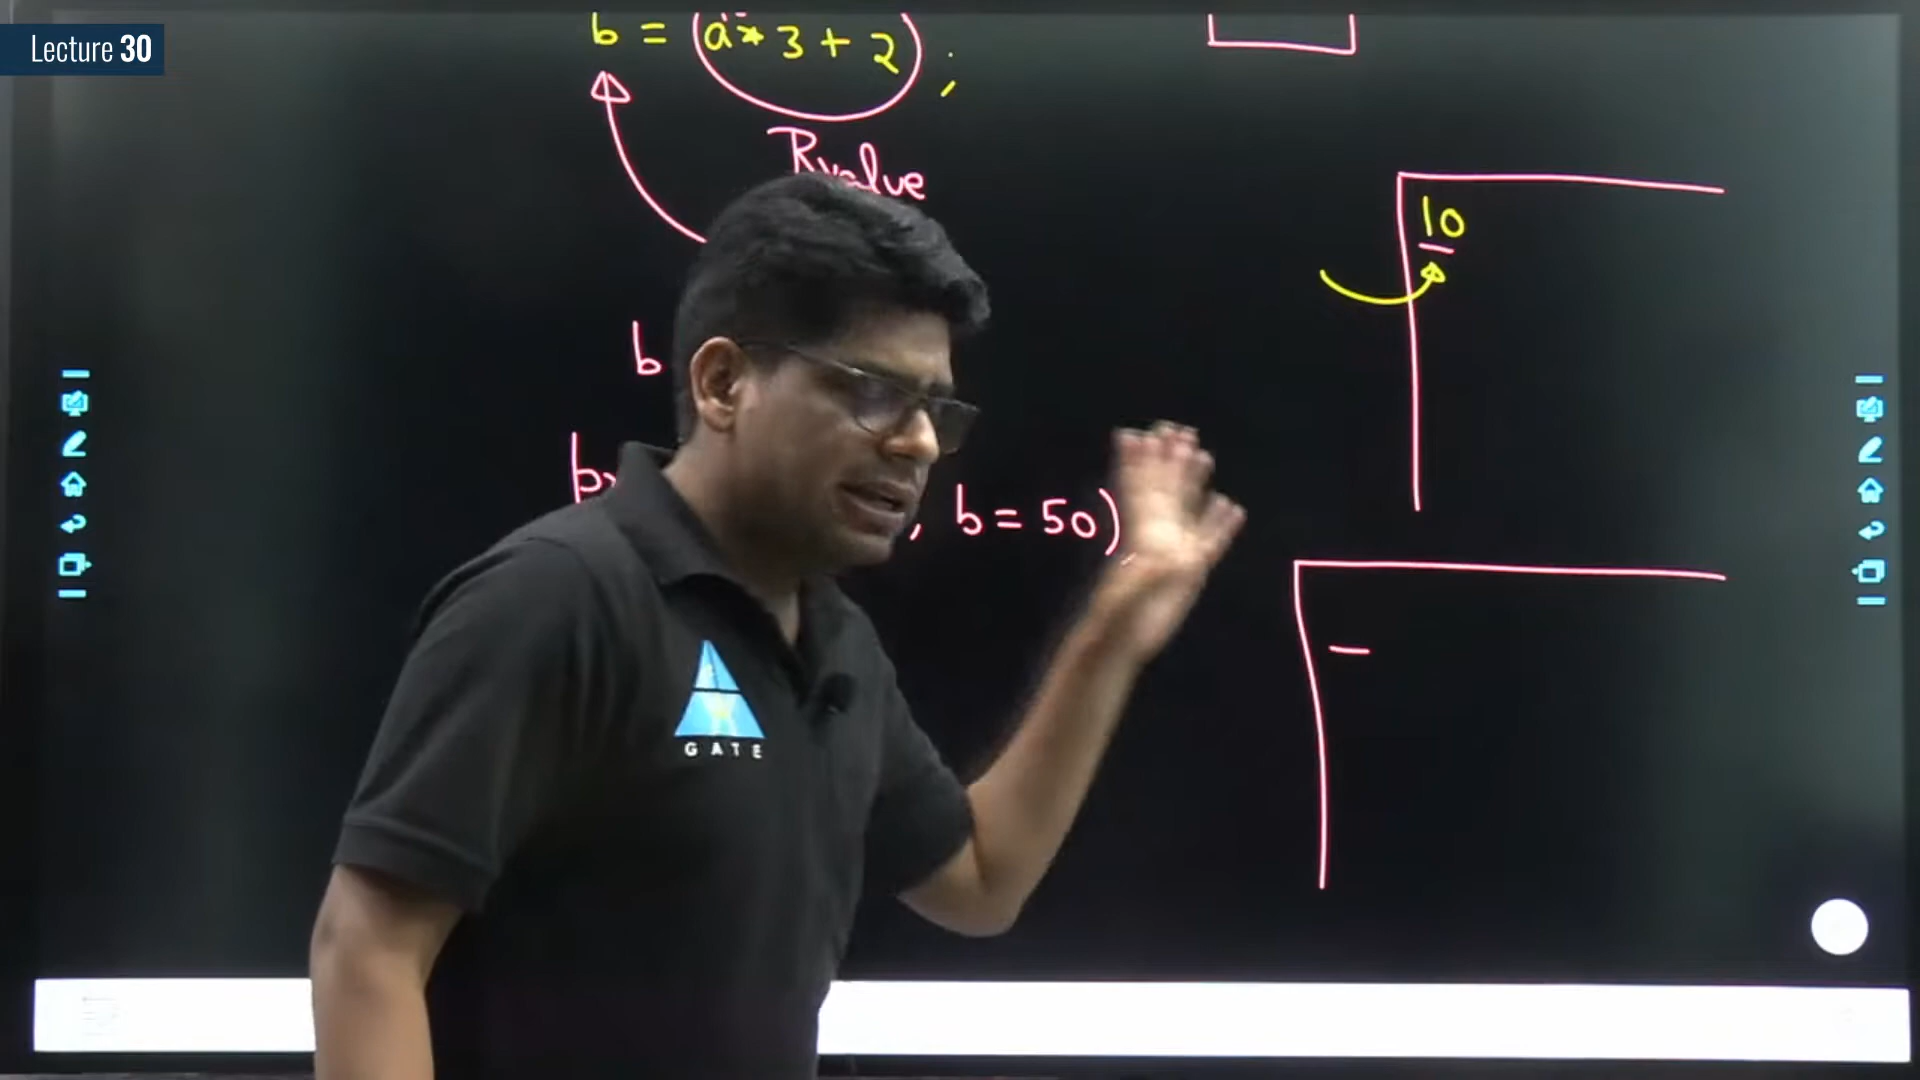 Lecture 30
b = a * 3 + 2 ;
Rvalue
10
b
, b = 50)
GATE